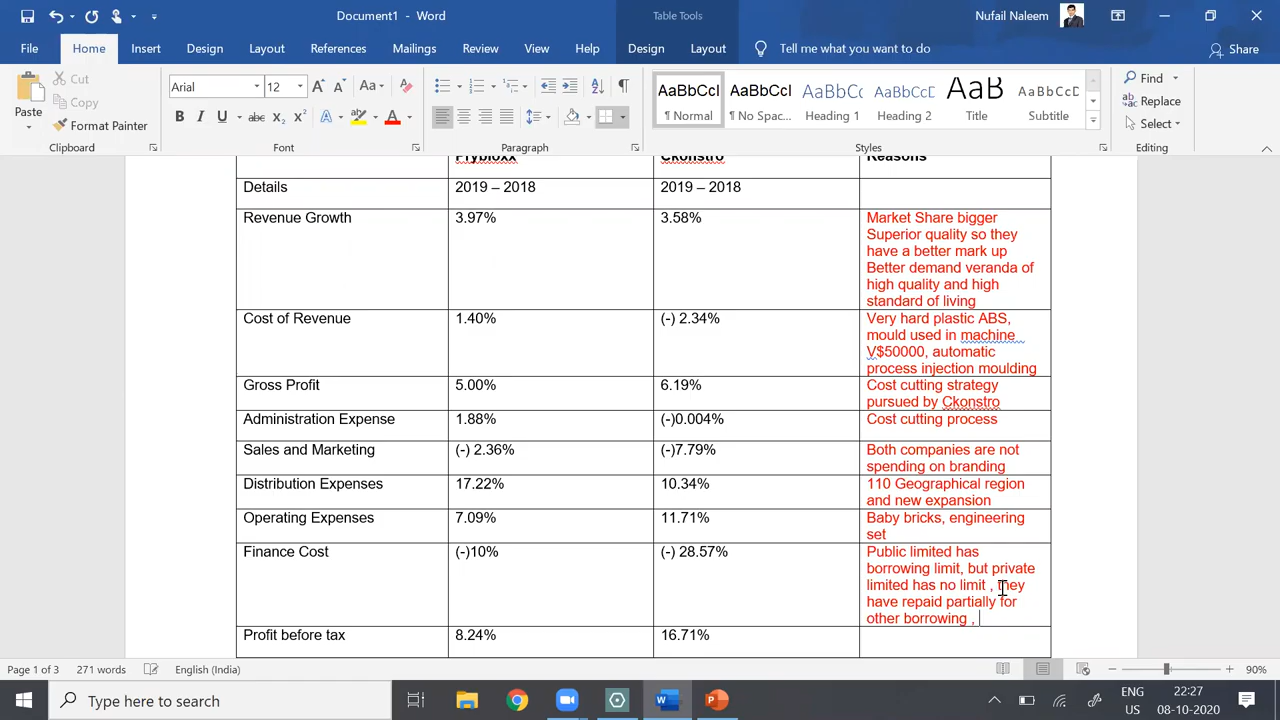 Document1 - Word
Table Tools
Nufail Naleem
File Home Insert Design Layout References Mailings Review View Help Design Layout Tell me what you want to do Share
Paste
Cut
Copy
Format Painter
Clipboard
Arial 12
Font
Paragraph
AaBbCcI AaBbCcI AaBbCc AaBbCcD AaB AaBbCcD
¶ Normal ¶ No Spac... Heading 1 Heading 2 Title Subtitle
Styles
Find
Replace
Select
Editing
Prybloxx Ckonstro Reasons
Details 2019 – 2018 2019 – 2018
Revenue Growth 3.97% 3.58% Market Share bigger
Superior quality so they
have a better mark up
Better demand veranda of
high quality and high
standard of living
Cost of Revenue 1.40% (-) 2.34% Very hard plastic ABS,
mould used in machine
V$50000, automatic
process injection moulding
Gross Profit 5.00% 6.19% Cost cutting strategy
pursued by Ckonstro
Administration Expense 1.88% (-)0.004% Cost cutting process
Sales and Marketing (-) 2.36% (-)7.79% Both companies are not
spending on branding
Distribution Expenses 17.22% 10.34% 110 Geographical region
and new expansion
Operating Expenses 7.09% 11.71% Baby bricks, engineering
set
Finance Cost (-)10% (-) 28.57% Public limited has
borrowing limit, but private
limited has no limit , they
have repaid partially for
other borrowing ,
Profit before tax 8.24% 16.71%
Page 1 of 3 271 words English (India) 90%
Type here to search
ENG
US
22:27
08-10-2020